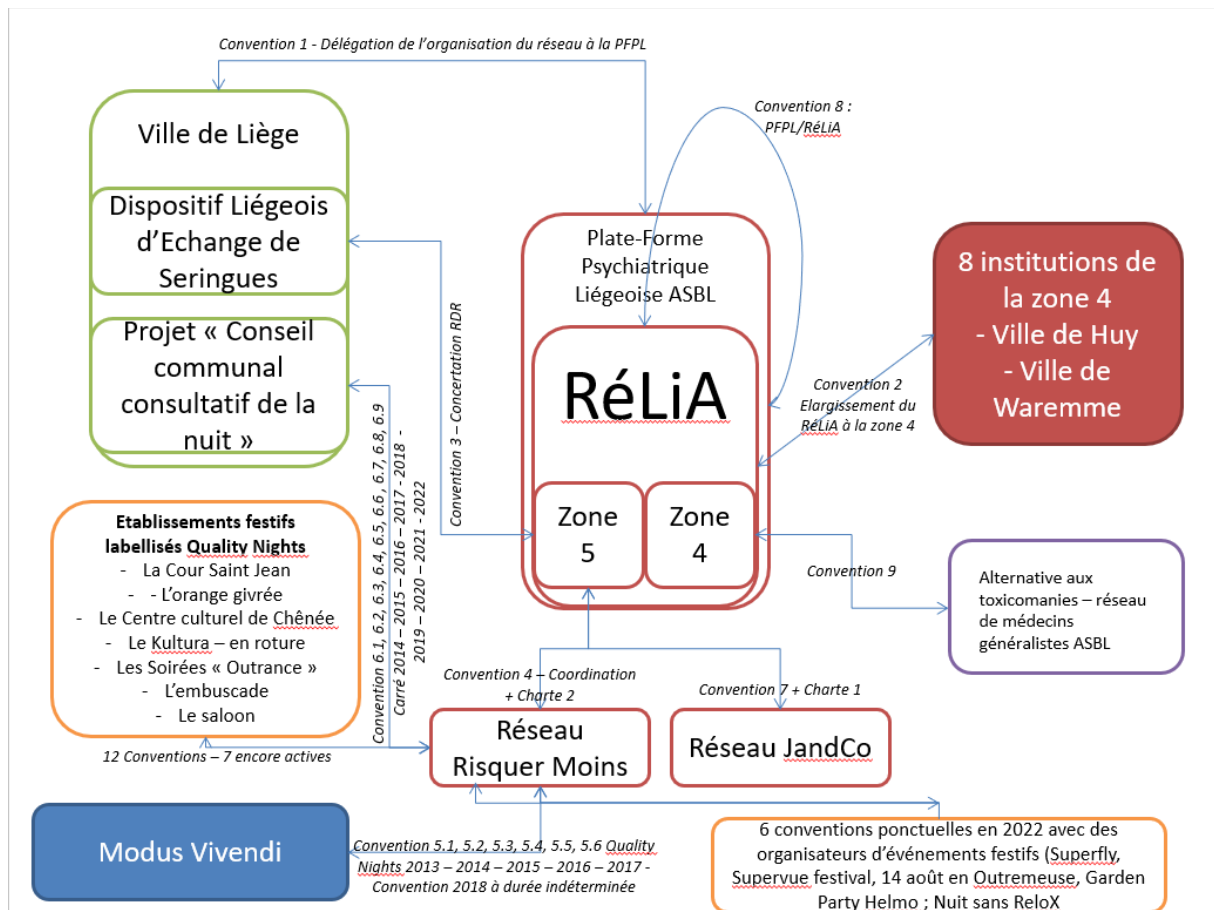 Convention 1 - Délégation de l'organisation du réseau à la PFPL
Ville de Liège
Dispositif Liégeois
d'Echange de
Seringues
Projet « Conseil
communal
consultatif de la
nuit »
Convention 8 :
PFPL/RéLiA
Plate-Forme
Psychiatrique
Liégeoise ASBL
RéLiA
Zone
5
Zone
4
8 institutions de
la zone 4
- Ville de Huy
- Ville de
Waremme
Convention 2
Elargissement du
RéLiA à la zone 4
Convention 3 – Concertation RDR
Convention 6.1, 6.2, 6.3, 6.4, 6.5, 6.6 , 6.7, 6.8, 6.9
Carré 2014 – 2015 – 2016 – 2017 - 2018 -
2019 – 2020 – 2021 - 2022
Etablissements festifs
labellisés Quality Nights
- La Cour Saint Jean
- - L'orange givrée
- Le Centre culturel de Chênée
- Le Kultura – en roture
- Les Soirées « Outrance »
- L'embuscade
- Le saloon
12 Conventions – 7 encore actives
Convention 9
Alternative aux
toxicomanies – réseau
de médecins
généralistes ASBL
Convention 4 – Coordination
+ Charte 2
Convention 7 + Charte 1
Réseau
Risquer Moins
Réseau JandCo
Modus Vivendi
Convention 5.1, 5.2, 5.3, 5.4, 5.5, 5.6 Quality
Nights 2013 – 2014 – 2015 – 2016 – 2017 -
- Convention 2018 à durée indéterminée
6 conventions ponctuelles en 2022 avec des
organisateurs d'événements festifs (Superfly,
Supervue festival, 14 août en Outremeuse, Garden
Party Helmo ; Nuit sans ReloX